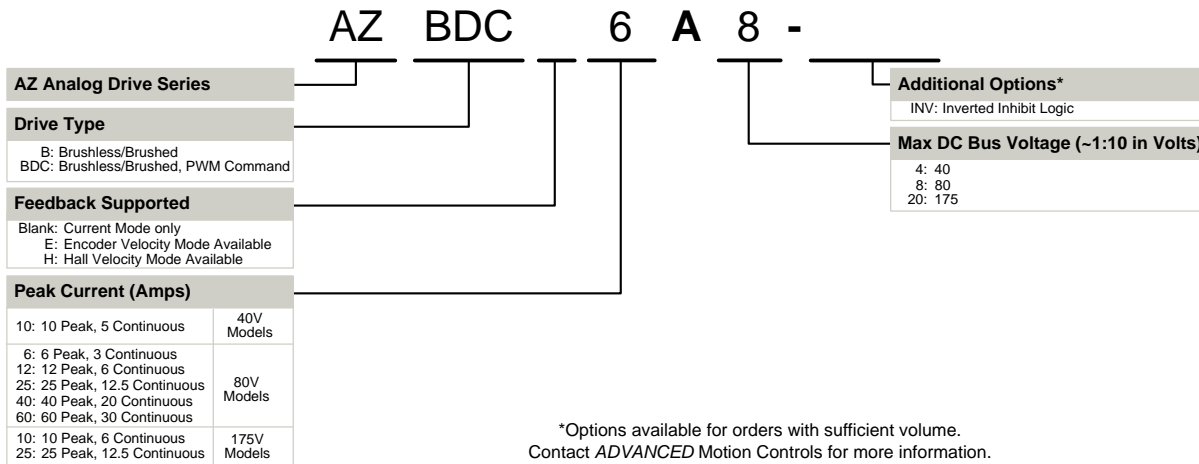 AZ BDC 6 A 8 -
AZ Analog Drive Series
Drive Type
B: Brushless/Brushed
BDC: Brushless/Brushed, PWM Command
Feedback Supported
Blank: Current Mode only
E: Encoder Velocity Mode Available
H: Hall Velocity Mode Available
Peak Current (Amps)
10: 10 Peak, 5 Continuous
40V
Models
6: 6 Peak, 3 Continuous
12: 12 Peak, 6 Continuous
25: 25 Peak, 12.5 Continuous
40: 40 Peak, 20 Continuous
60: 60 Peak, 30 Continuous
80V
Models
10: 10 Peak, 6 Continuous
25: 25 Peak, 12.5 Continuous
175V
Models
Additional Options*
INV: Inverted Inhibit Logic
Max DC Bus Voltage (~1:10 in Volts)
4: 40
8: 80
20: 175
*Options available for orders with sufficient volume.
Contact ADVANCED Motion Controls for more information.